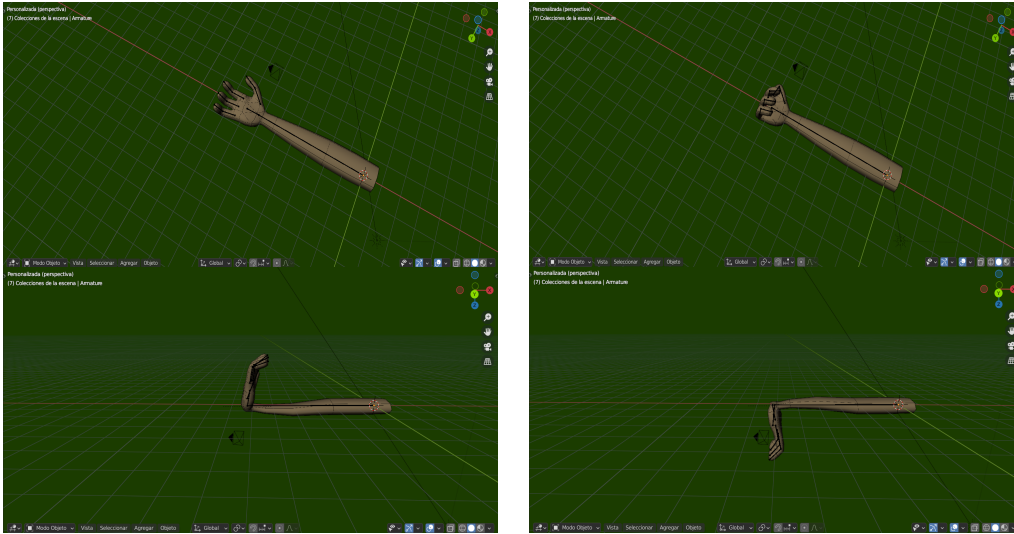 Personalizada (perspectiva)
(7) Colecciones de la escena | Armature
Modo Objeto Vista Seleccionar Agregar Objeto Global
Personalizada (perspectiva)
(7) Colecciones de la escena | Armature
Modo Objeto Vista Seleccionar Agregar Objeto Global
Personalizada (perspectiva)
(7) Colecciones de la escena | Armature
Modo Objeto Vista Seleccionar Agregar Objeto Global
Personalizada (perspectiva)
(7) Colecciones de la escena | Armature
Modo Objeto Vista Seleccionar Agregar Objeto Global